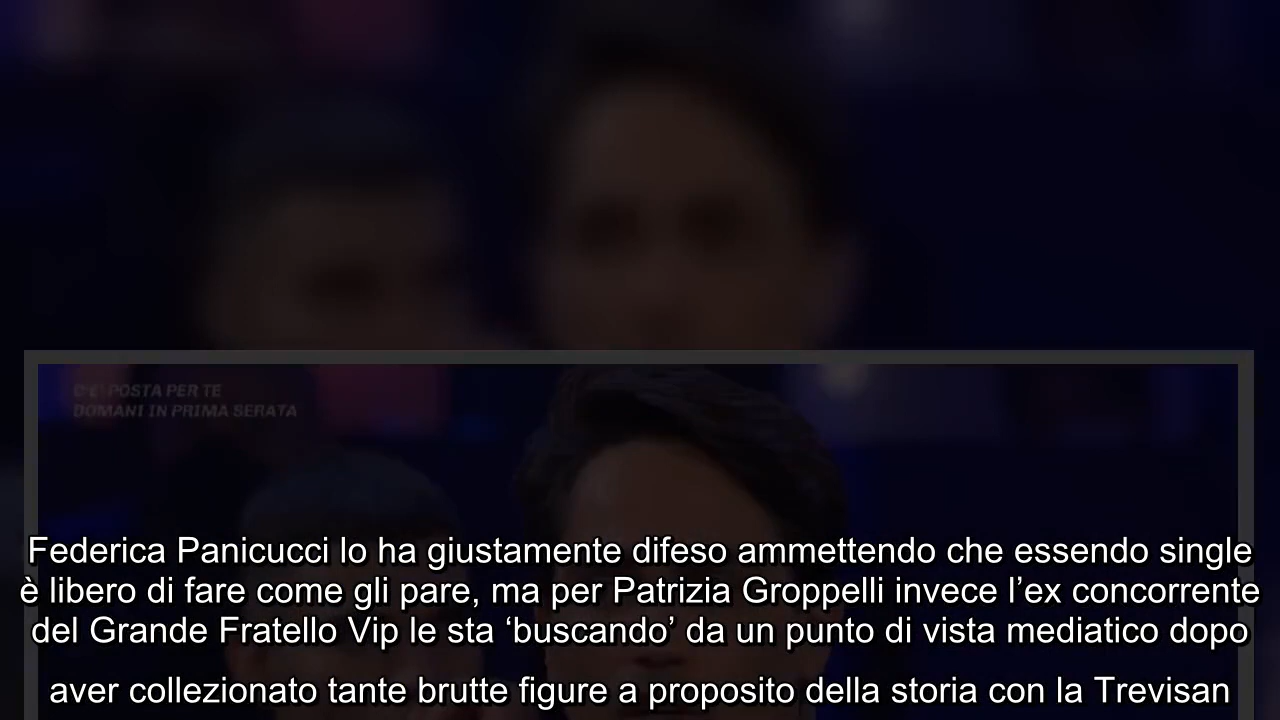 C'E' POSTA PER TE
DOMANI IN PRIMA SERATA
Federica Panicucci lo ha giustamente difeso ammettendo che essendo single
è libero di fare come gli pare, ma per Patrizia Groppelli invece l’ex concorrente
del Grande Fratello Vip le sta ‘buscando’ da un punto di vista mediatico dopo
aver collezionato tante brutte figure a proposito della storia con la Trevisan